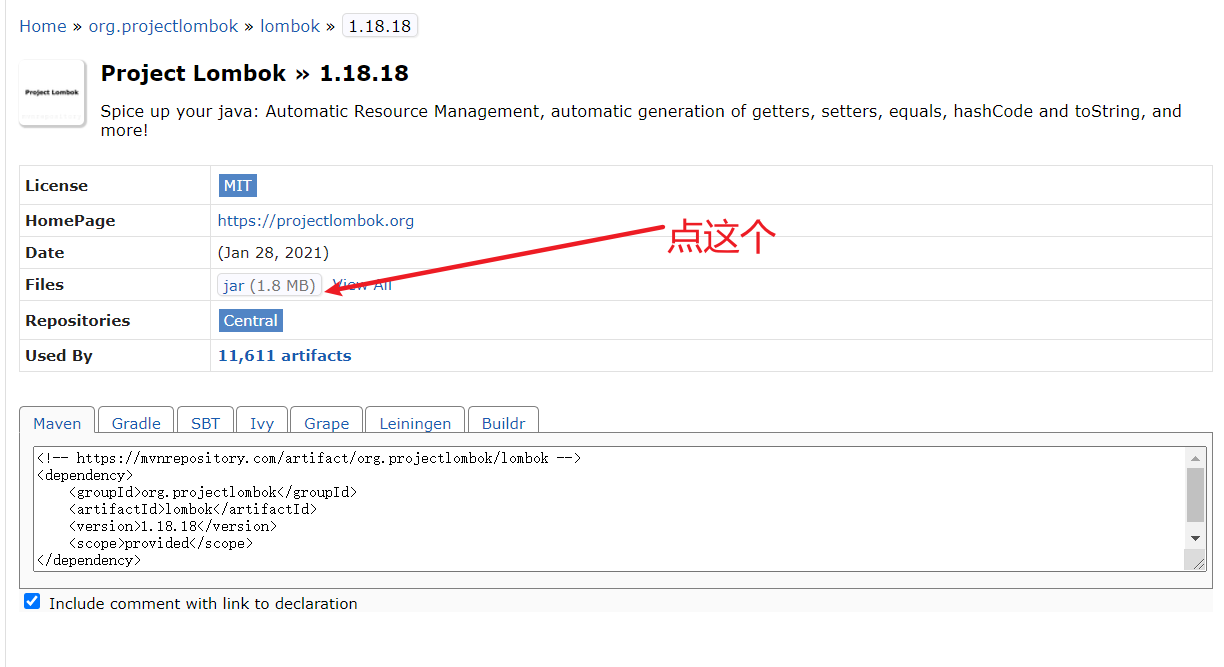 Home » org.projectlombok » lombok » 1.18.18
Project Lombok
Project Lombok » 1.18.18
Spice up your java: Automatic Resource Management, automatic generation of getters, setters, equals, hashCode and toString, and
more!
License MIT
HomePage https://projectlombok.org
点这个
Date (Jan 28, 2021)
Files jar (1.8 MB) View All
Repositories Central
Used By 11,611 artifacts
Maven Gradle SBT Ivy Grape Leiningen Buildr
<!-- https://mvnrepository.com/artifact/org.projectlombok/lombok -->
<dependency>
    <groupId>org.projectlombok</groupId>
    <artifactId>lombok</artifactId>
    <version>1.18.18</version>
    <scope>provided</scope>
</dependency>
Include comment with link to declaration